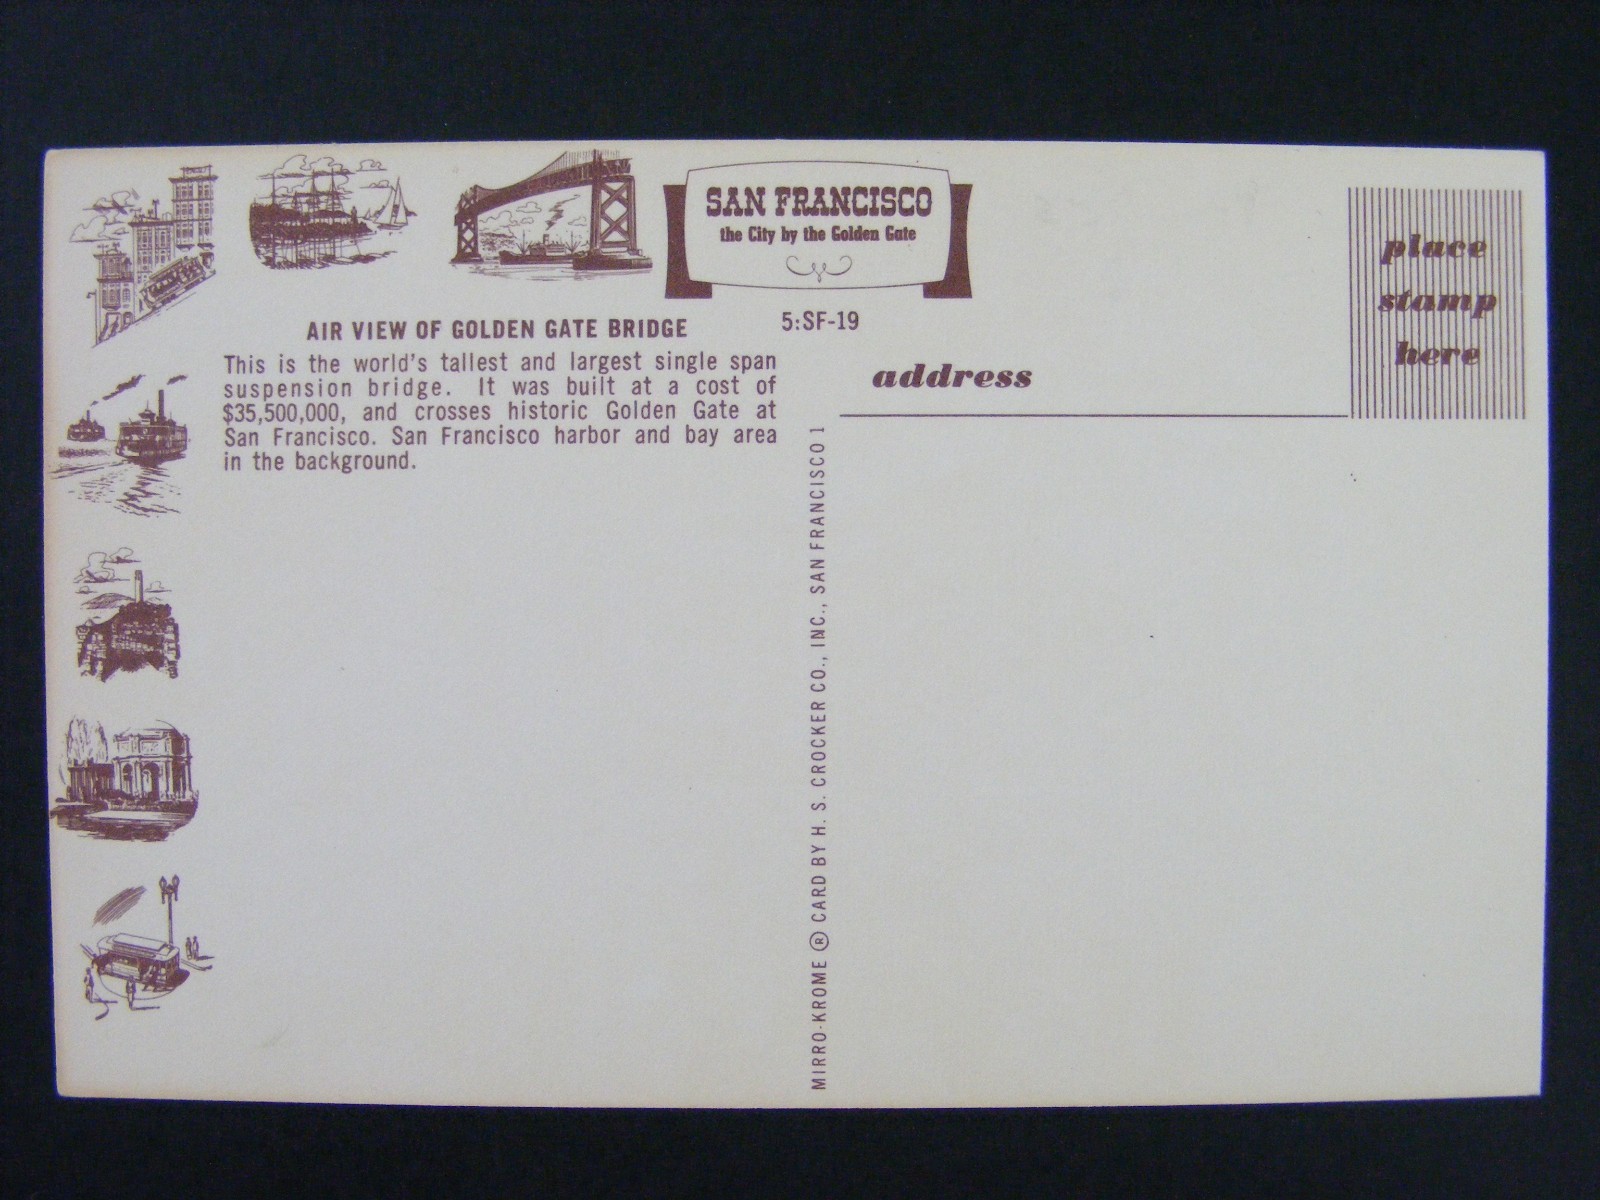 SAN FRANCISCO
the City by the Golden Gate
AIR VIEW OF GOLDEN GATE BRIDGE
5:SF-19
This is the world's tallest and largest single span
suspension bridge. It was built at a cost of
$35,500,000, and crosses historic Golden Gate at
San Francisco. San Francisco harbor and bay area
in the background.
address
place
stamp
here
MIRRO-KROME ® CARD BY H. S. CROCKER CO., INC., SAN FRANCISCO 1